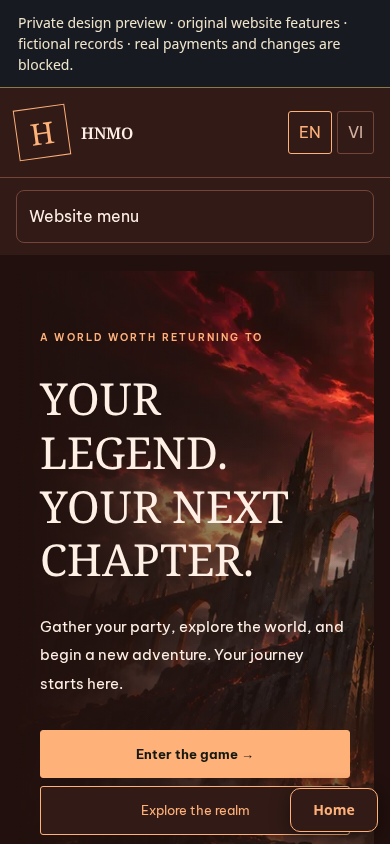 Private design preview · original website features ·
fictional records · real payments and changes are
blocked.
H
HNMO
EN
VI
Website menu
A WORLD WORTH RETURNING TO
YOUR
LEGEND.
YOUR NEXT
CHAPTER.
Gather your party, explore the world, and
begin a new adventure. Your journey
starts here.
Enter the game →
Explore the realm
Home